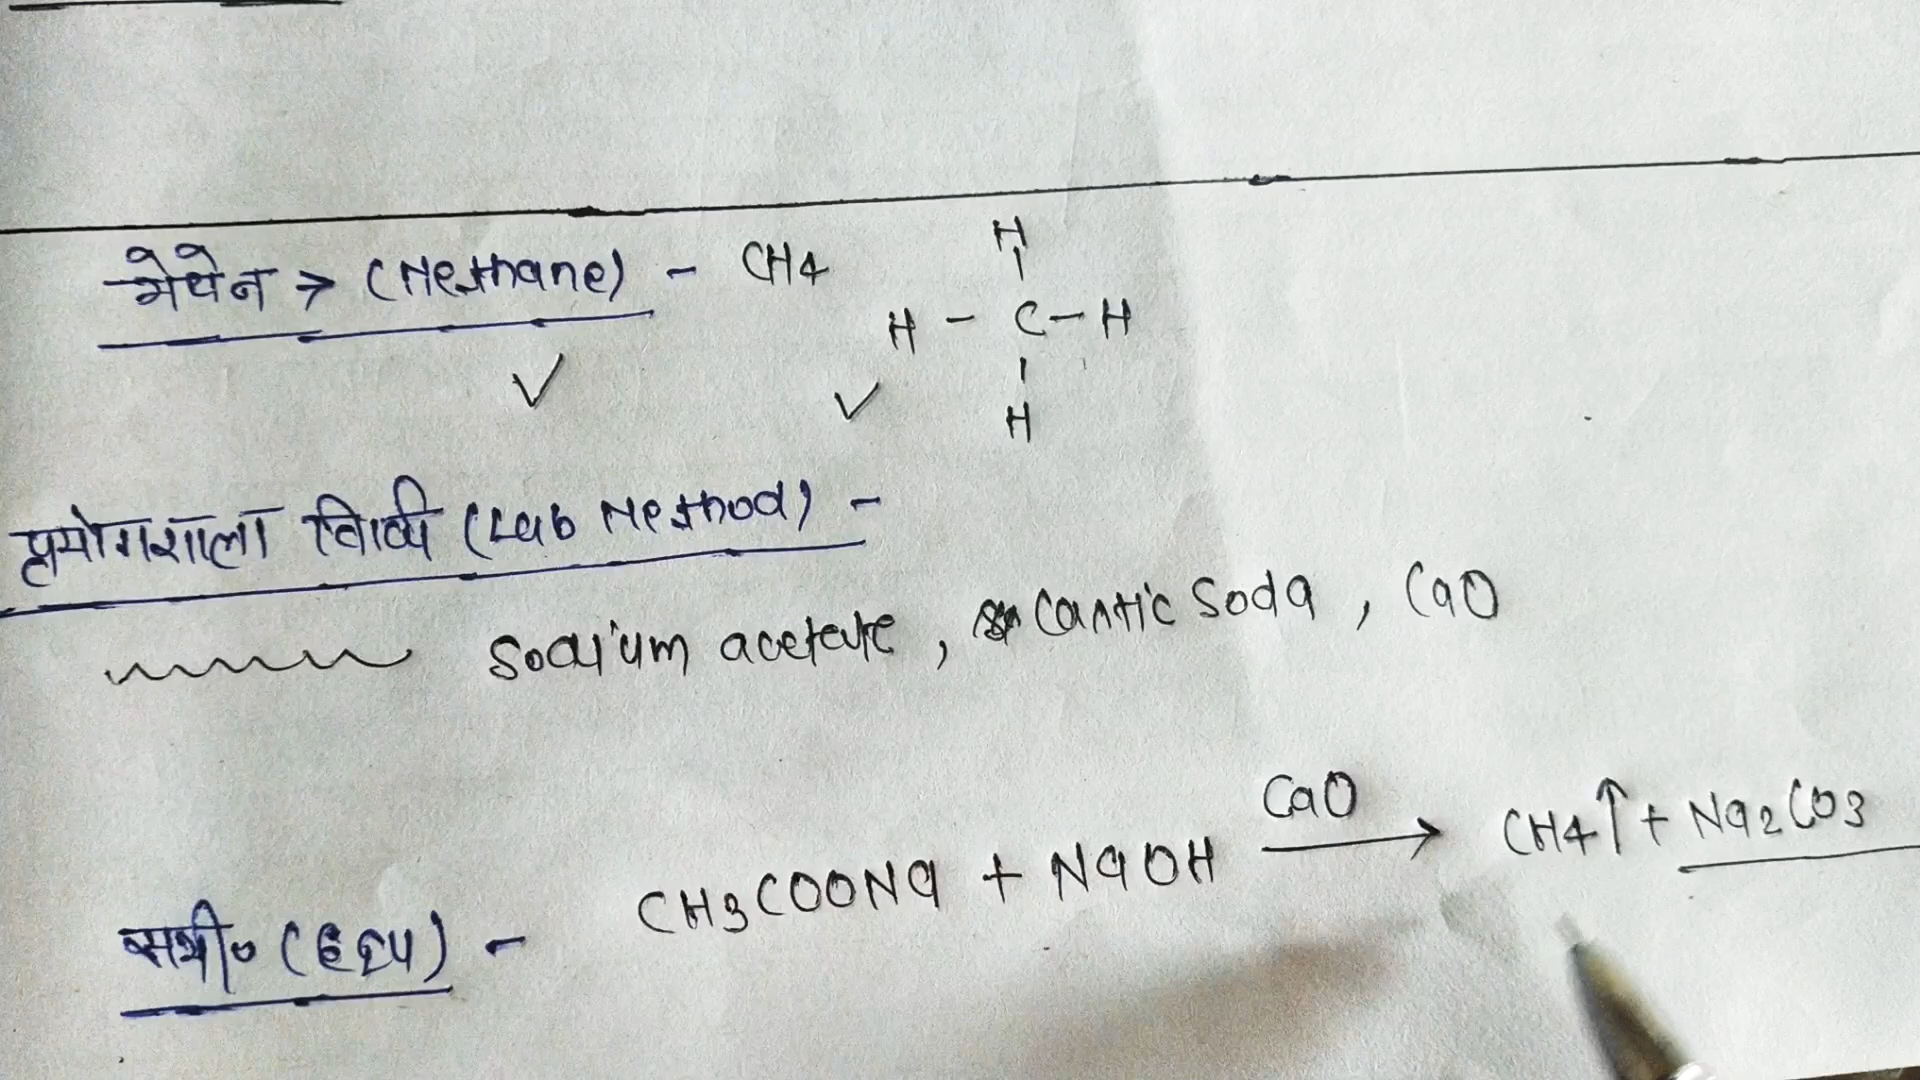 मेथेन → (Methane) - CH4
H
H - C - H
H
प्रयोगशाला विधि (Lab Method) -
Sodium acetate, Caustic Soda, CaO
CaO
CH3COONa + NaOH → CH4↑ + Na2CO3
समी० (EqU) -